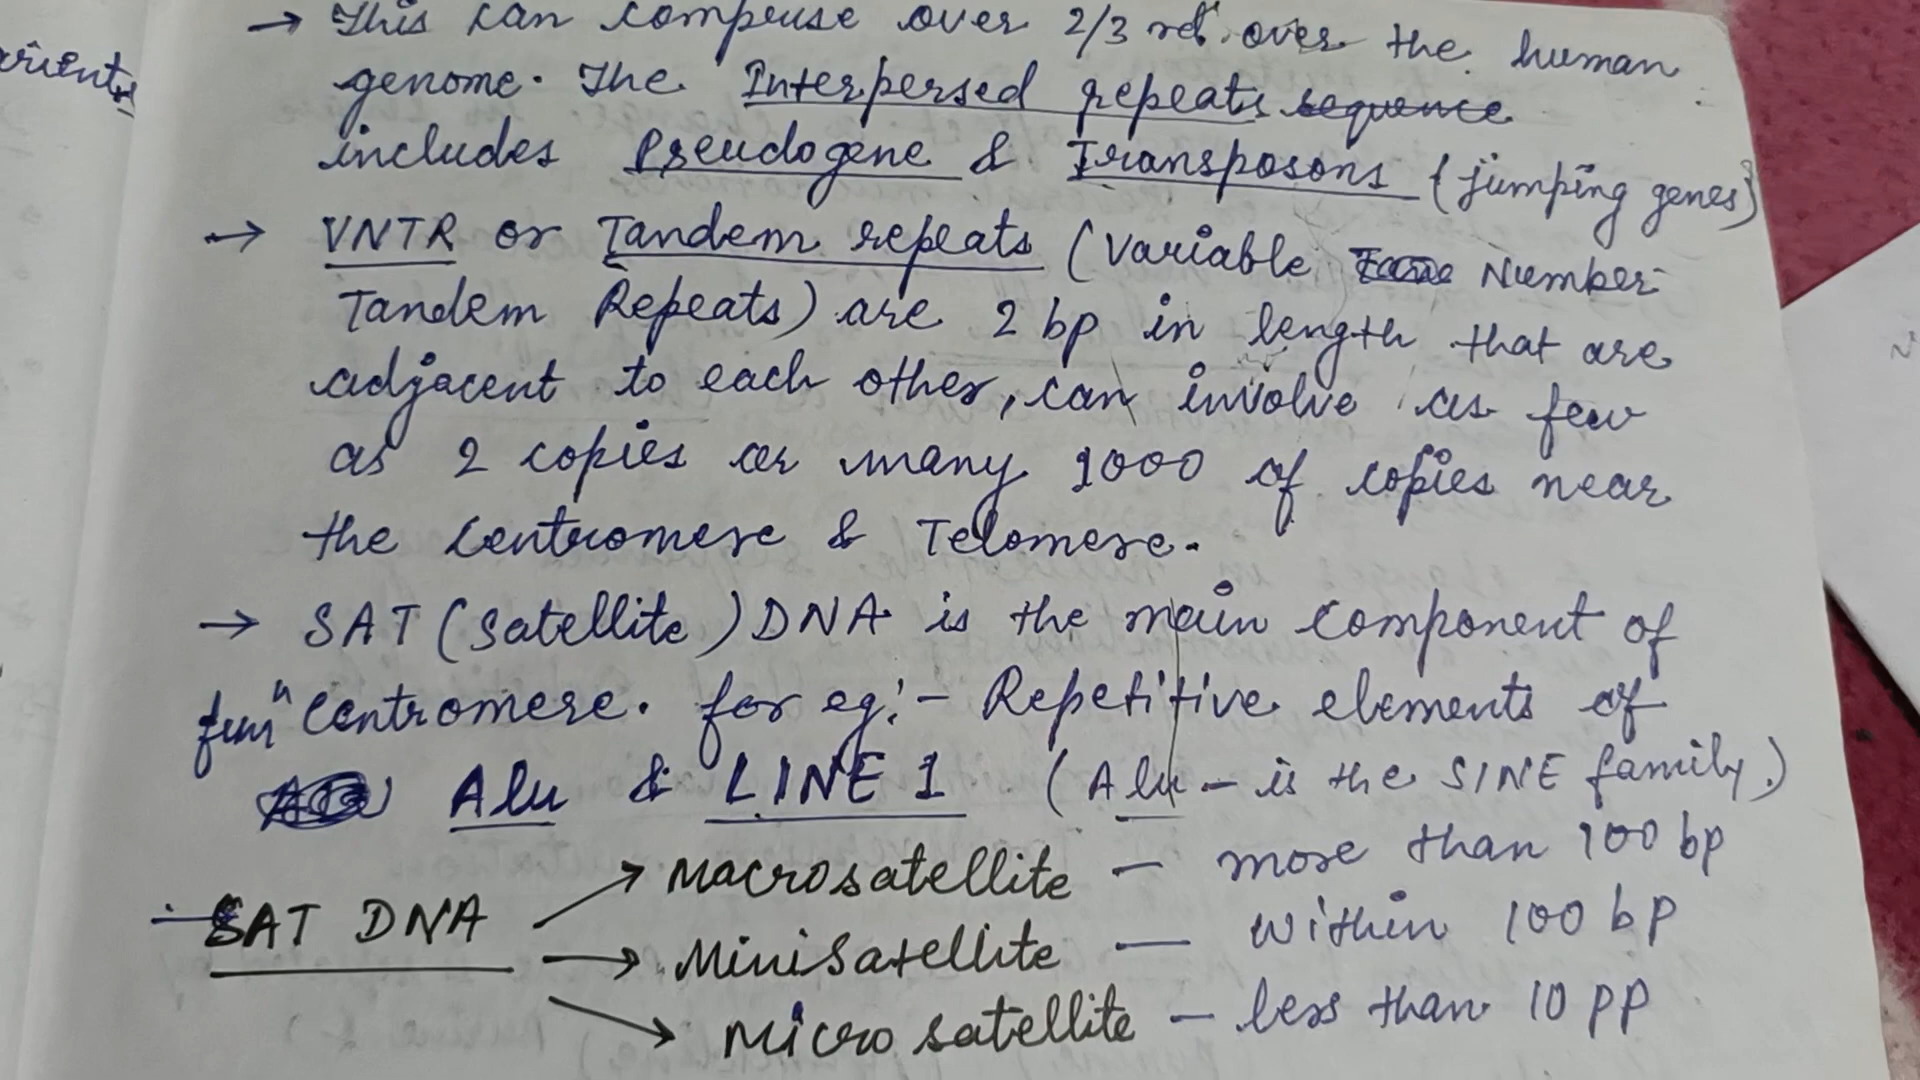 → This can compruse over 2/3 rd over the human
genome. The Interpersed repeats sequence
includes Pseudogene & Transposons {jumping genes}
→ VNTR or Tandem repeats (Variable Number
Tandem Repeats) are 2 bp in length that are
adjacent to each other, can involve as few
as 2 copies or many 1000 of copies near
the Centromere & Telomere.
→ SAT (Satellite) DNA is the main component of
funⁿ Centromere. for eg:- Repetitive elements of
Alu & LINE 1 (Alu - is the SINE family.)
SAT DNA → Macrosatellite - more than 100 bp
→ Minisatellite - Within 100 bp
→ Microsatellite - less than 10 pp